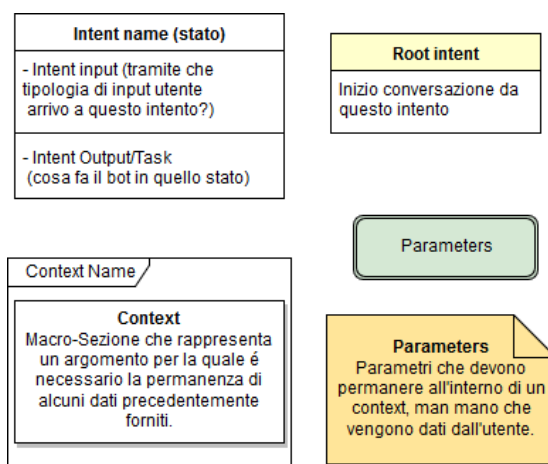 Intent name (stato)
- Intent input (tramite che
tipologia di input utente
arrivo a questo intento?)
- Intent Output/Task
(cosa fa il bot in quello stato)
Root intent
Inizio conversazione da
questo intento
Parameters
Context Name
Context
Macro-Sezione che rappresenta
un argomento per la quale é
necessario la permanenza di
alcuni dati precedentemente
forniti.
Parameters
Parametri che devono
permanere all'interno di un
context, man mano che
vengono dati dall'utente.